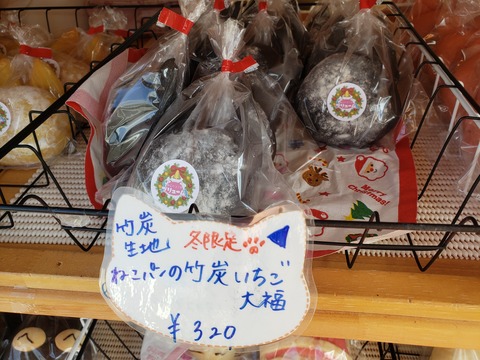 竹炭
生地
冬限定
ねこパンの竹炭いちご
大福
¥320
Merry
Christmas!